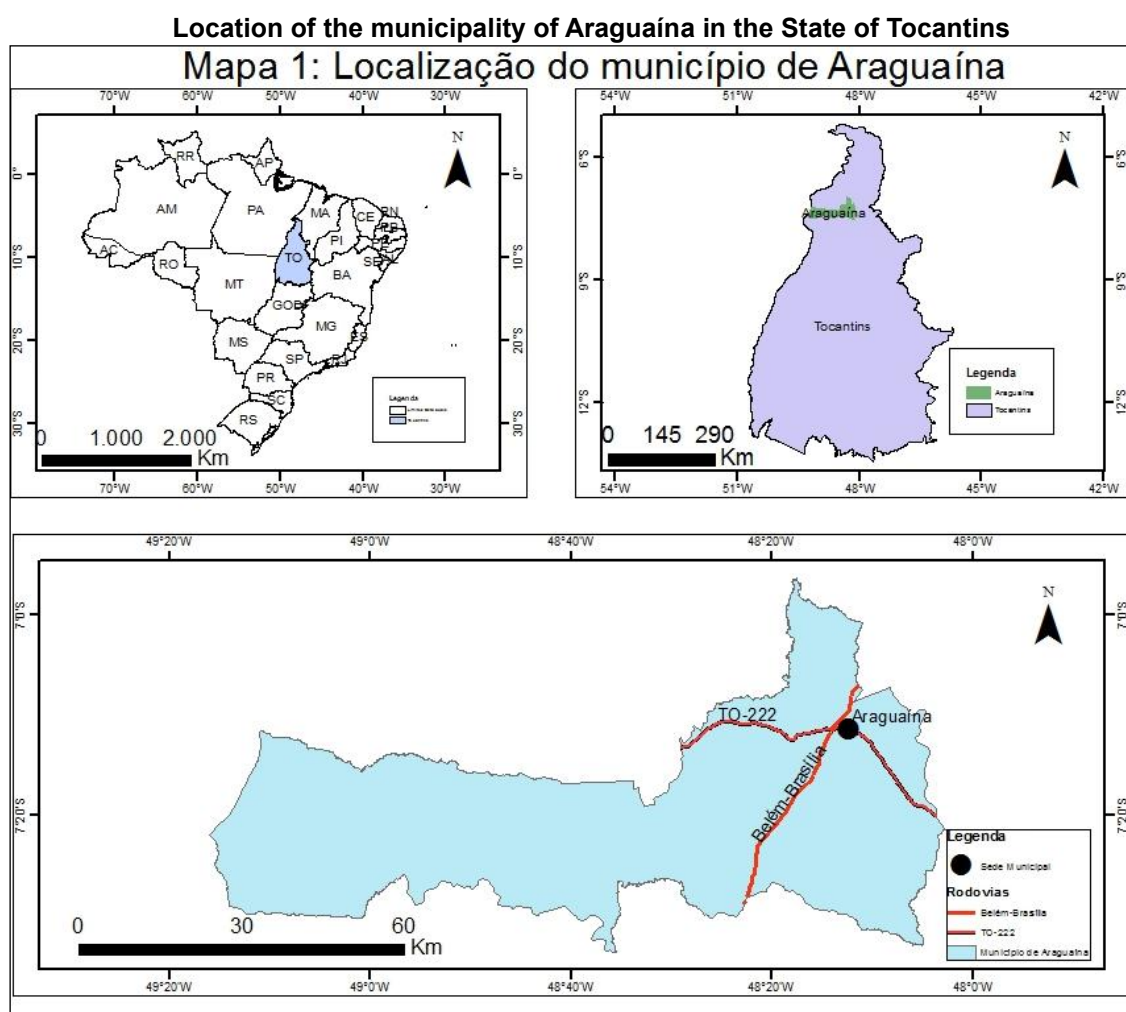 Location of the municipality of Araguaína in the State of Tocantins
Mapa 1: Localização do município de Araguaína
70°W 60°W 50°W 40°W 30°W
N
0° 0°
10°S 10°S
20°S 20°S
30°S 30°S
RR
AP
AM
PA
MA
CE
RN
PI
AC
TO
RO
BA
SE
MT
MG
ES
MS
SP
PR
SC
RS
Legenda
0 1.000 2.000
Km
70°W 60°W 50°W 40°W 30°W
54°W 51°W 48°W 45°W 42°W
N
6°S 6°S
9°S 9°S
12°S 12°S
Araguaína
Tocantins
Legenda
Araguaína
Tocantins
0 145 290
Km
54°W 51°W 48°W 45°W 42°W
49°20'W 49°0'W 48°40'W 48°20'W 48°0'W
N
7°0'S 7°0'S
TO-222
Araguaína
Belém-Brasília
7°20'S 7°20'S
Legenda
Sede Municipal
Rodovias
Belém-Brasília
TO-222
Município de Araguaína
0 30 60
Km
49°20'W 49°0'W 48°40'W 48°20'W 48°0'W